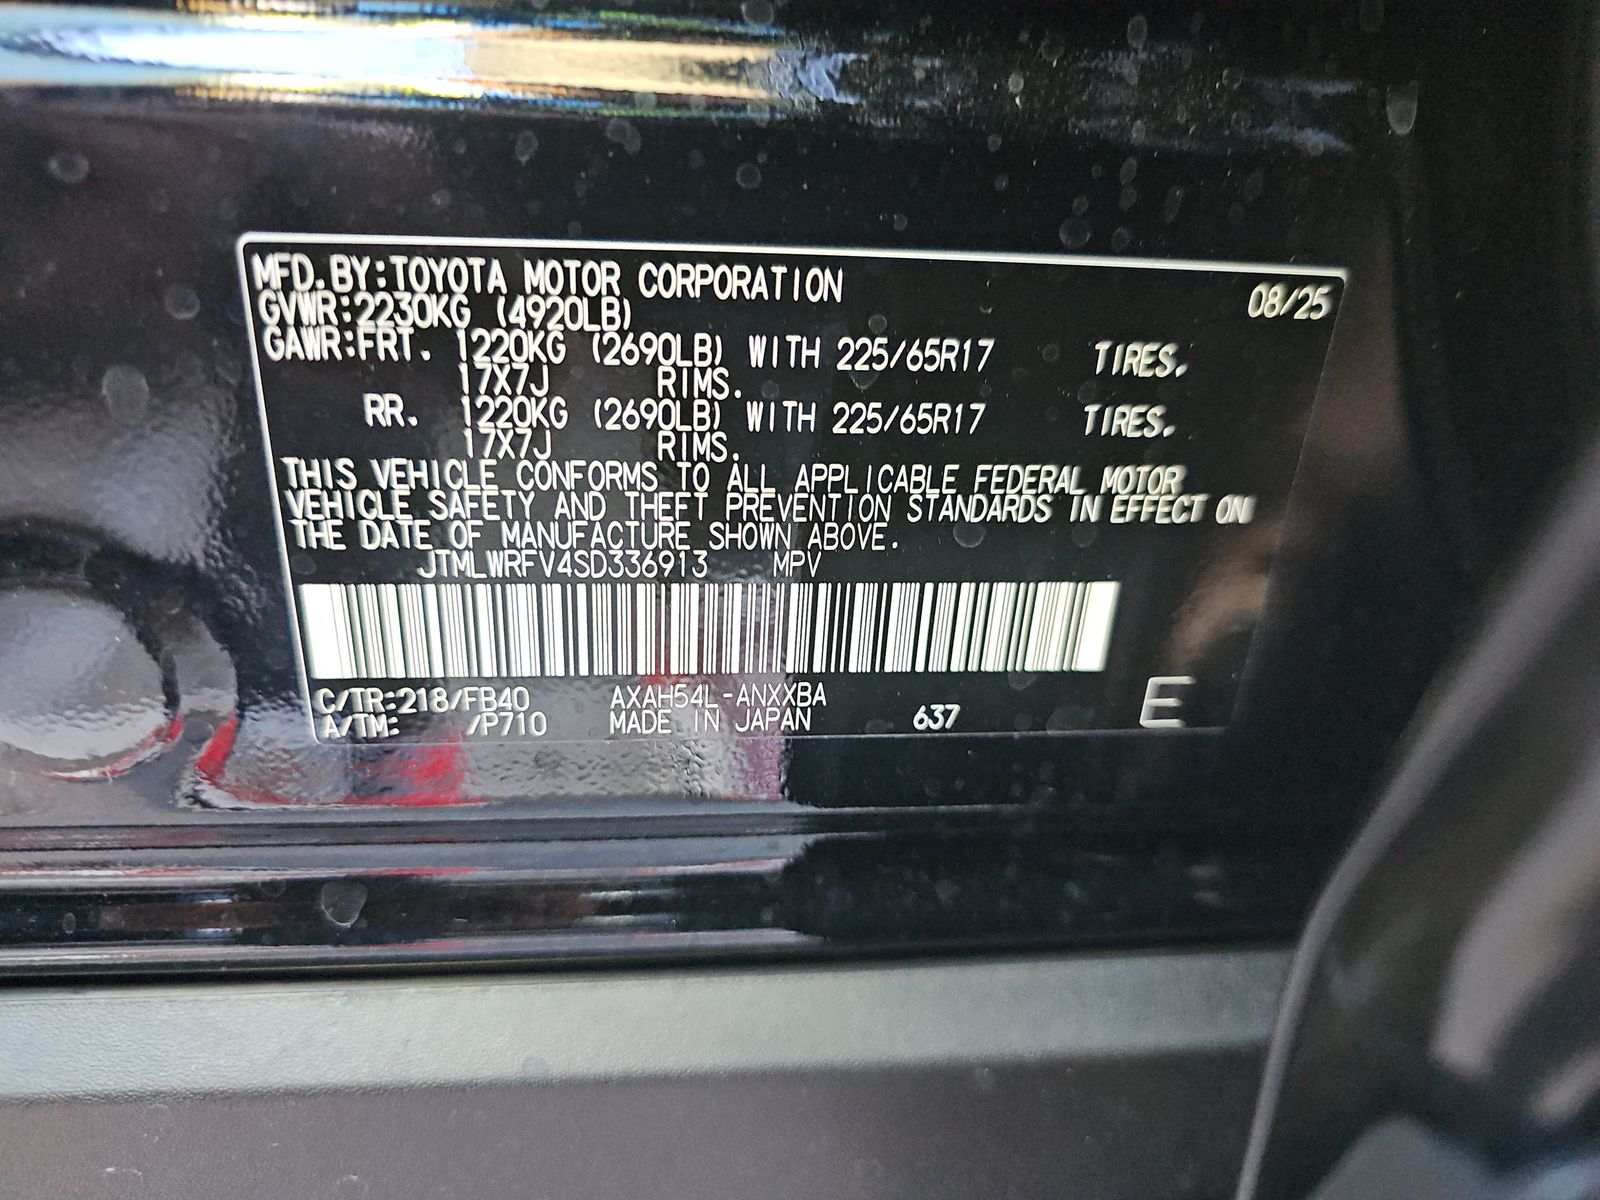 MFD.BY:TOYOTA MOTOR CORPORATION 08/25
GVWR:2230KG (4920LB)
GAWR:FRT. 1220KG (2690LB) WITH 225/65R17 TIRES.
17X7J RIMS.
RR. 1220KG (2690LB) WITH 225/65R17 TIRES.
17X7J RIMS.
THIS VEHICLE CONFORMS TO ALL APPLICABLE FEDERAL MOTOR
VEHICLE SAFETY AND THEFT PREVENTION STANDARDS IN EFFECT ON
THE DATE OF MANUFACTURE SHOWN ABOVE.
JTMLWRFV4SD336913 MPV
C/TR:218/FB40 AXAH54L-ANXXBA
A/TM: /P710 MADE IN JAPAN 637 E